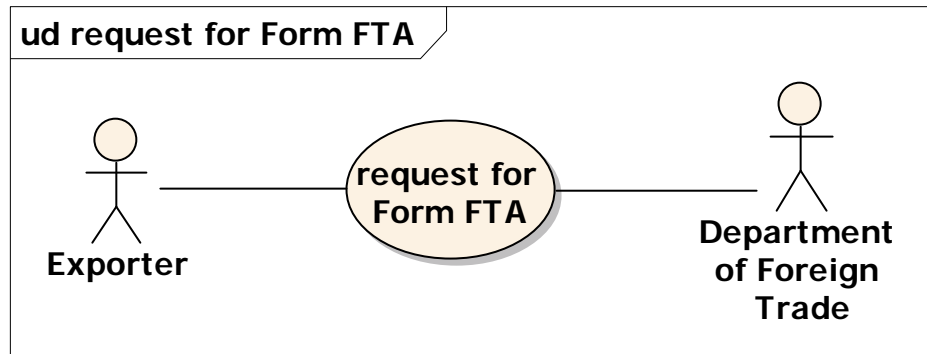 ud request for Form FTA
request for
Form FTA
Exporter
Department
of Foreign
Trade